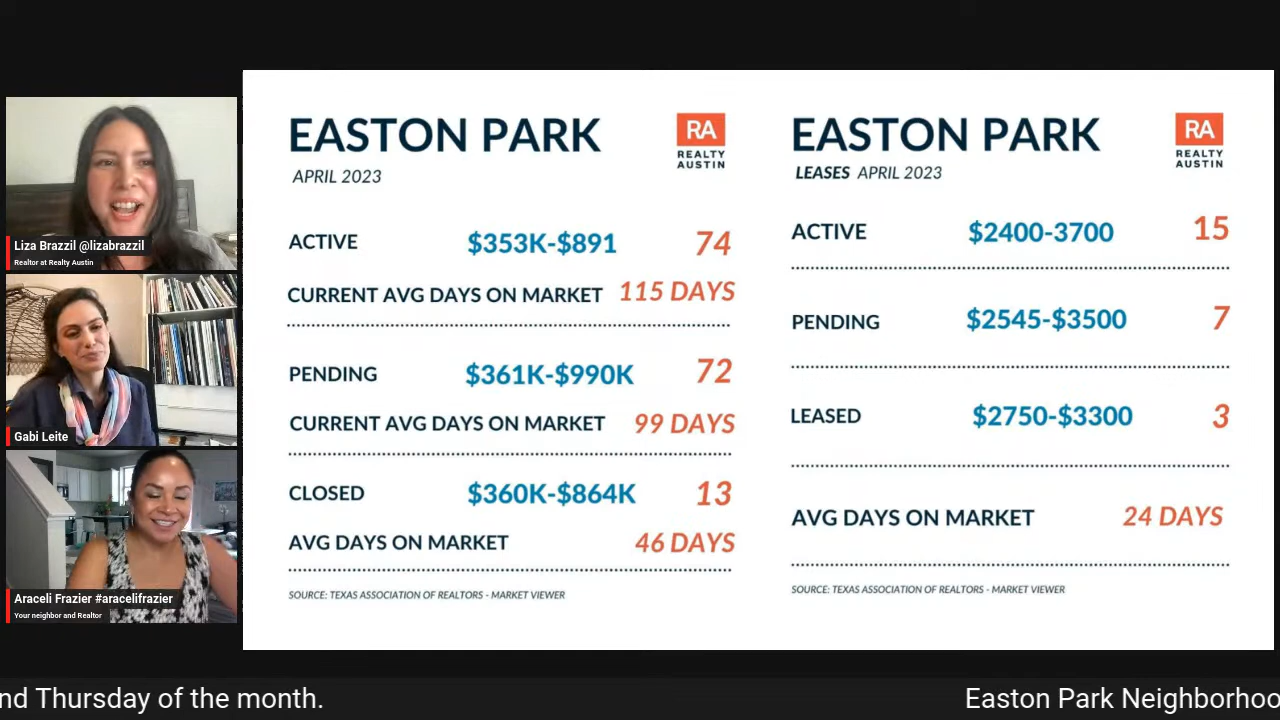 Liza Brazzil @lizabrazzil
Realtor at Realty Austin
Gabi Leite
Araceli Frazier #aracelifrazier
Your neighbor and Realtor
EASTON PARK
APRIL 2023
RA
REALTY
AUSTIN
ACTIVE $353K-$891 74
CURRENT AVG DAYS ON MARKET 115 DAYS
PENDING $361K-$990K 72
CURRENT AVG DAYS ON MARKET 99 DAYS
CLOSED $360K-$864K 13
AVG DAYS ON MARKET 46 DAYS
SOURCE: TEXAS ASSOCIATION OF REALTORS - MARKET VIEWER
EASTON PARK
LEASES APRIL 2023
RA
REALTY
AUSTIN
ACTIVE $2400-3700 15
PENDING $2545-$3500 7
LEASED $2750-$3300 3
AVG DAYS ON MARKET 24 DAYS
SOURCE: TEXAS ASSOCIATION OF REALTORS - MARKET VIEWER
nd Thursday of the month. Easton Park Neighborhoo